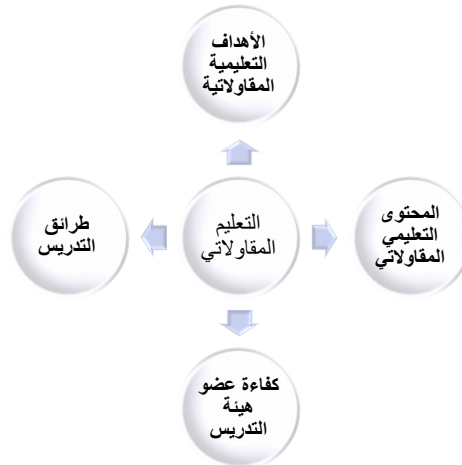 الأهداف
التعليمية
المقاولاتية
المحتوى
التعليمي
المقاولاتي
التعليم
المقاولاتي
طرائق
التدريس
كفاءة عضو
هيئة
التدريس